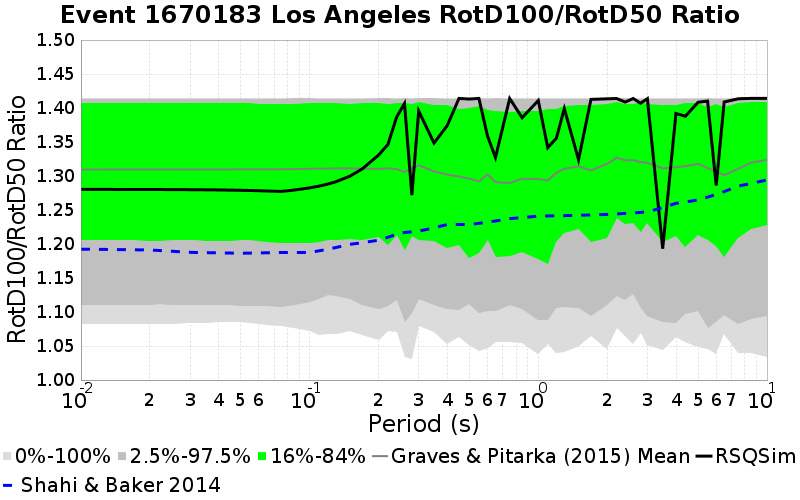 Event 1670183 Los Angeles RotD100/RotD50 Ratio
RotD100/RotD50 Ratio
1.50
1.45
1.40
1.35
1.30
1.25
1.20
1.15
1.10
1.05
1.00
10-2 2 3 4 5 6 10-1 2 3 4 5 6 7 100 2 3 4 5 6 7 101
Period (s)
0%-100% 2.5%-97.5% 16%-84% Graves & Pitarka (2015) Mean RSQSim
Shahi & Baker 2014